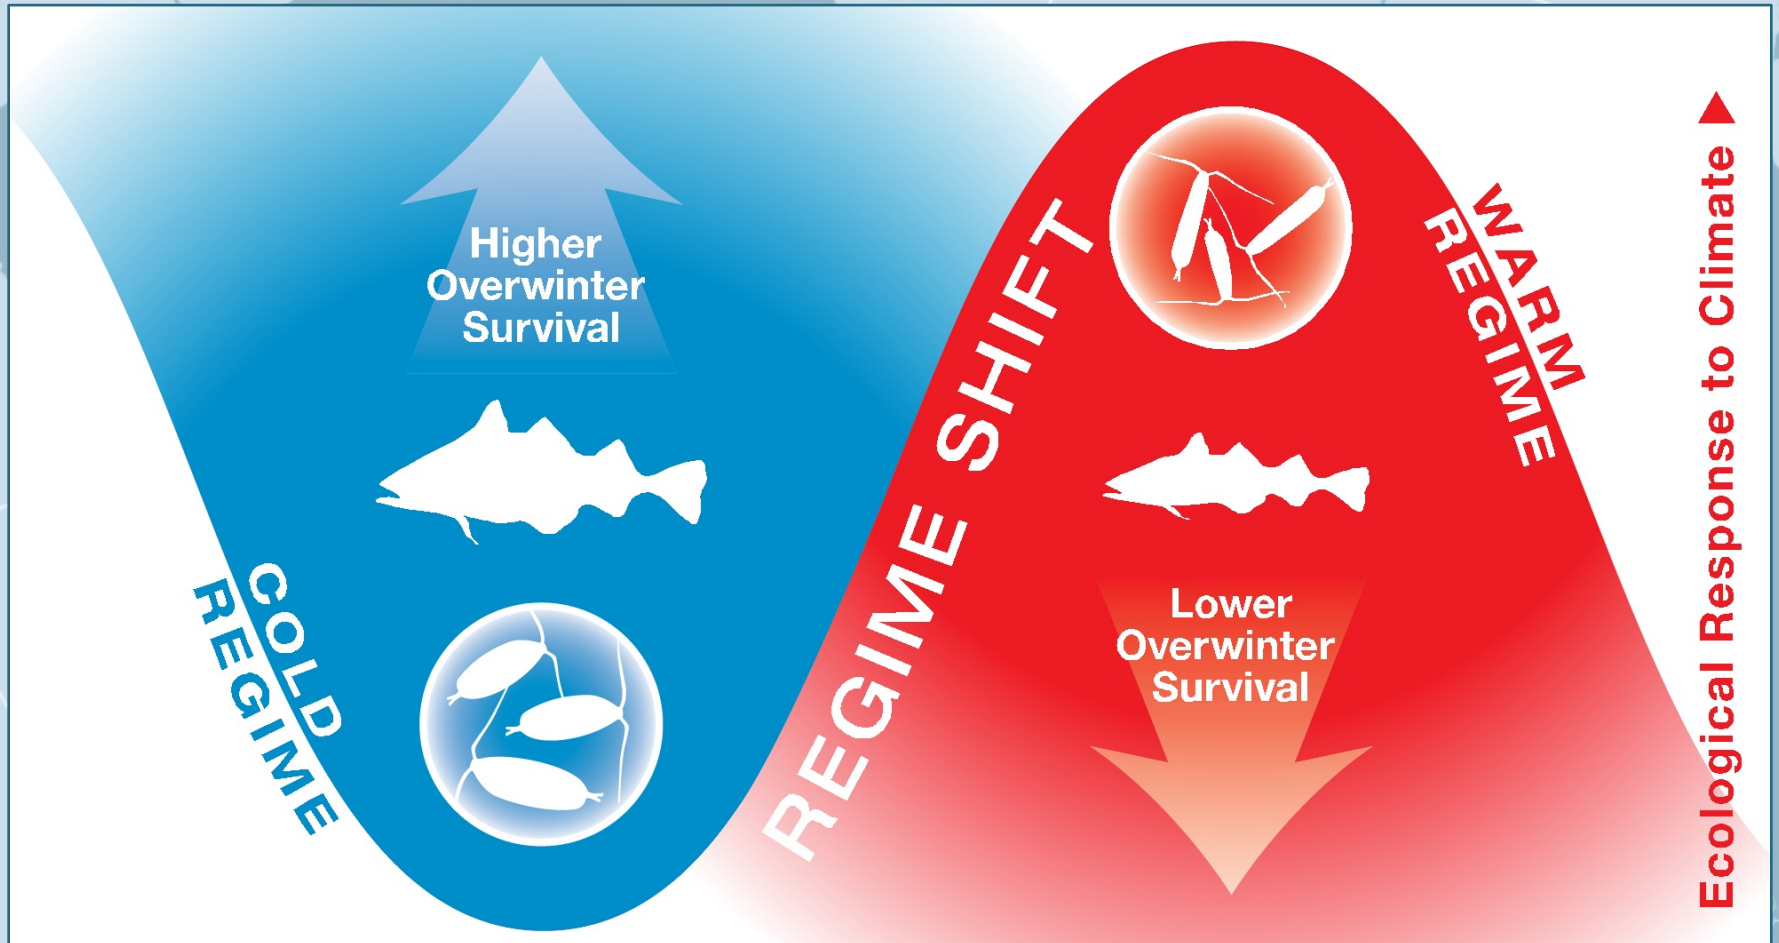 Higher
Overwinter
Survival
COLD
REGIME
REGIME SHIFT
WARM
REGIME
Lower
Overwinter
Survival
Ecological Response to Climate ▶